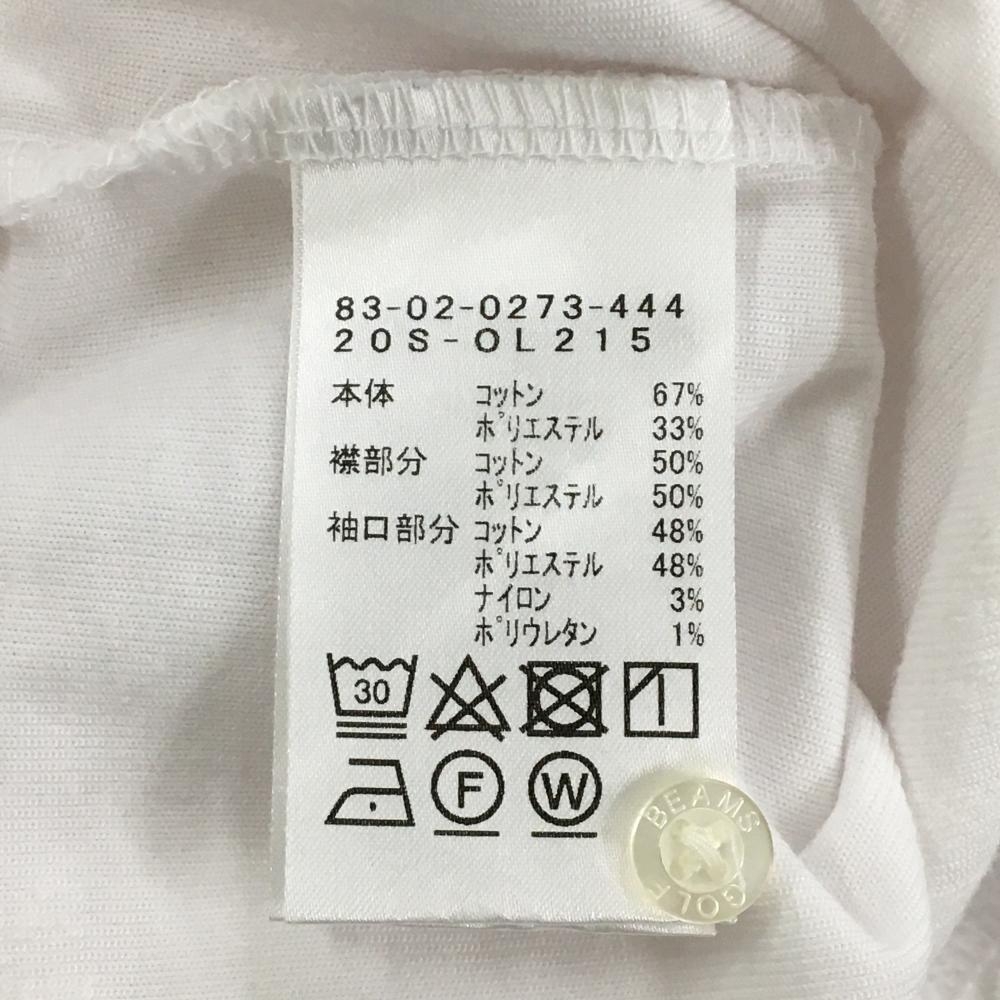 83-02-0273-444
20S-OL215
本体 コットン 67%
ポリエステル 33%
襟部分 コットン 50%
ポリエステル 50%
袖口部分 コットン 48%
ポリエステル 48%
ナイロン 3%
ポリウレタン 1%
30
F W
BEAMS
GOLF